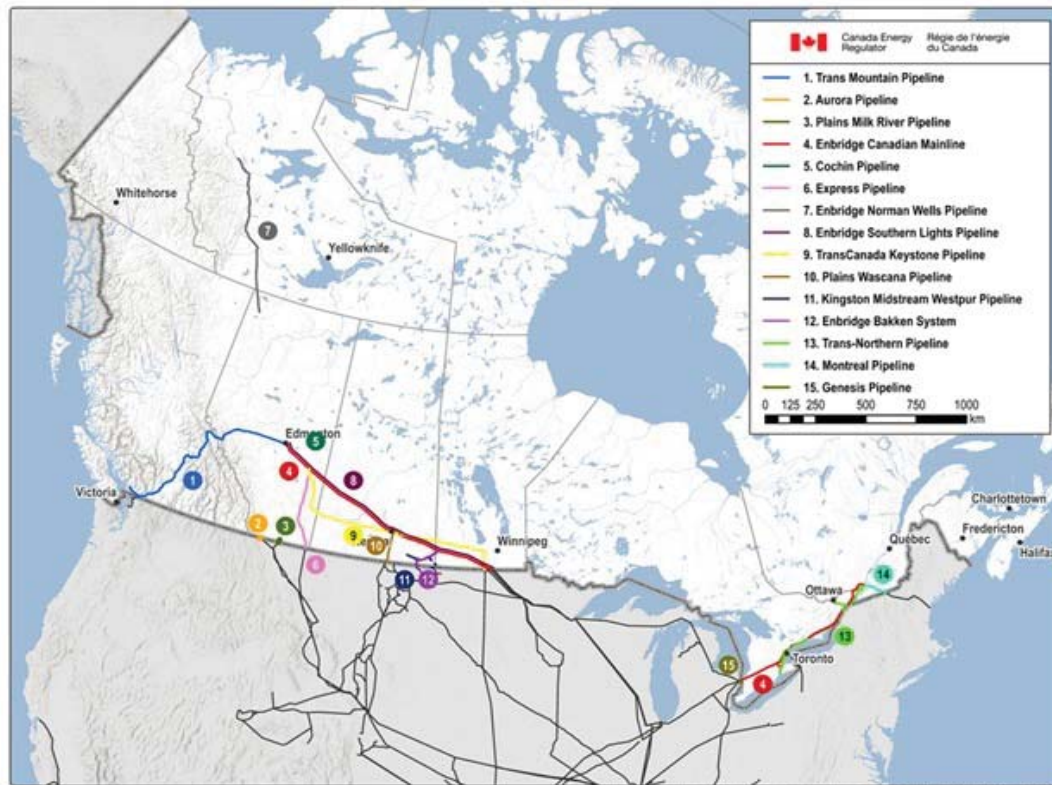 Canada Energy Regulator
Régie de l'énergie du Canada
1. Trans Mountain Pipeline
2. Aurora Pipeline
3. Plains Milk River Pipeline
4. Enbridge Canadian Mainline
5. Cochin Pipeline
6. Express Pipeline
7. Enbridge Norman Wells Pipeline
8. Enbridge Southern Lights Pipeline
9. TransCanada Keystone Pipeline
10. Plains Wascana Pipeline
11. Kingston Midstream Westpur Pipeline
12. Enbridge Bakken System
13. Trans-Northern Pipeline
14. Montreal Pipeline
15. Genesis Pipeline
0 125 250 500 750 1000
km
Whitehorse
7
Yellowknife
Edmonton
5
4
8
1
Victoria
2
3
9
10
Winnipeg
6
11
12
Charlottetown
Fredericton
Halifax
Québec
Ottawa
14
13
Toronto
15
4